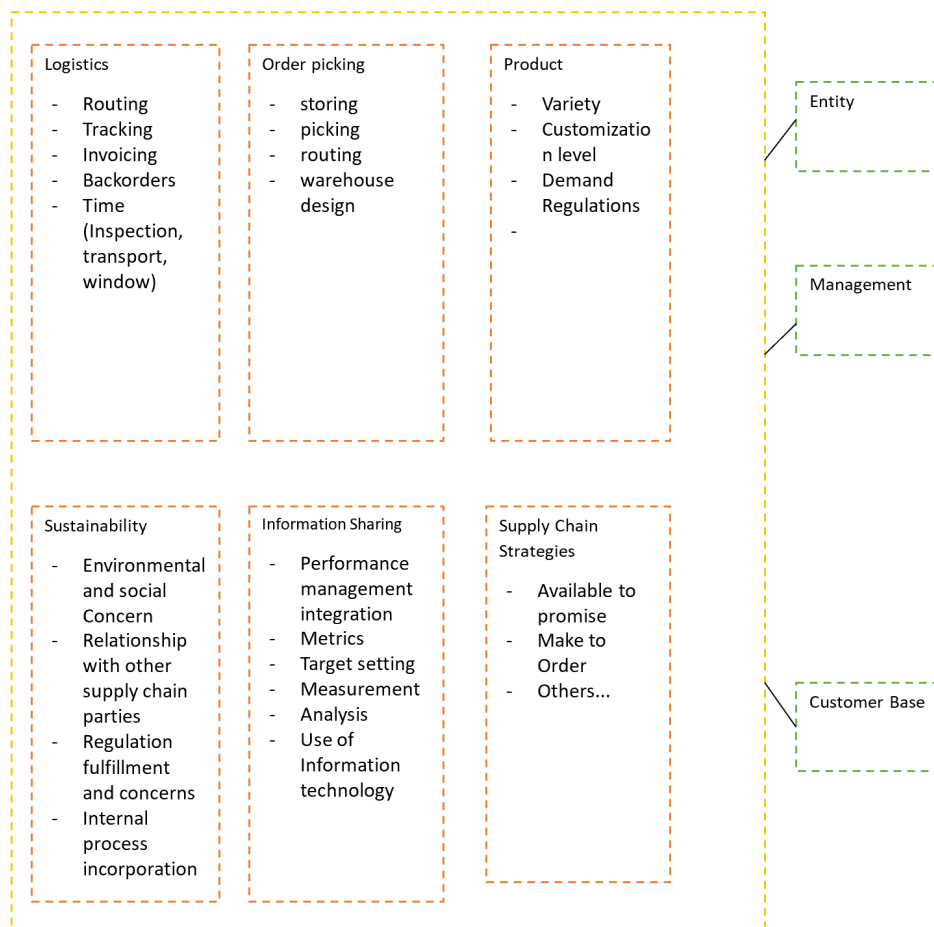 Logistics
- Routing
- Tracking
- Invoicing
- Backorders
- Time
(Inspection,
transport,
window)
Order picking
- storing
- picking
- routing
- warehouse
design
Product
- Variety
- Customizatio
n level
- Demand
Regulations
-
Entity
Management
Sustainability
- Environmental
and social
Concern
- Relationship
with other
supply chain
parties
- Regulation
fulfillment
and concerns
- Internal
process
incorporation
Information Sharing
- Performance
management
integration
- Metrics
- Target setting
- Measurement
- Analysis
- Use of
Information
technology
Supply Chain
Strategies
- Available to
promise
- Make to
Order
- Others...
Customer Base